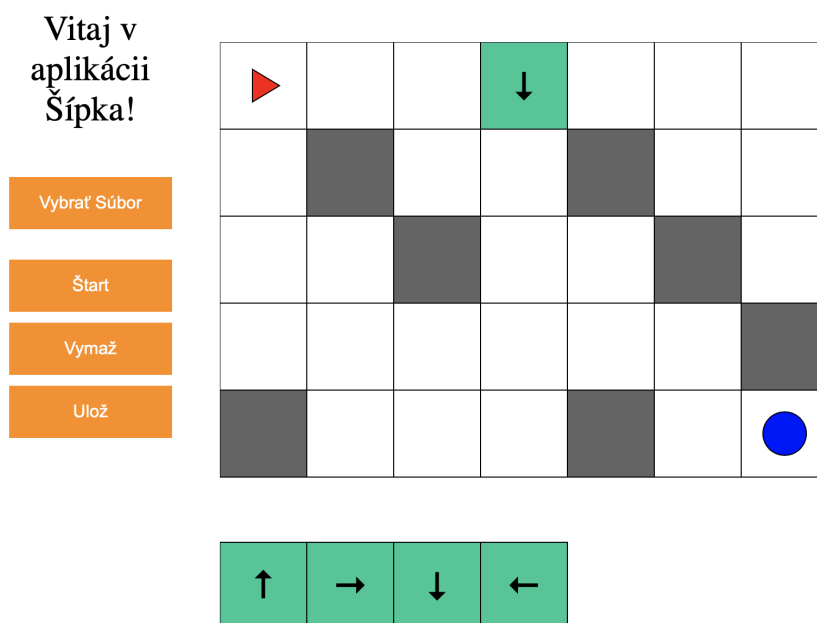 Vitaj v
aplikácii
Šípka!
Vybrať Súbor
Štart
Vymaž
Ulož